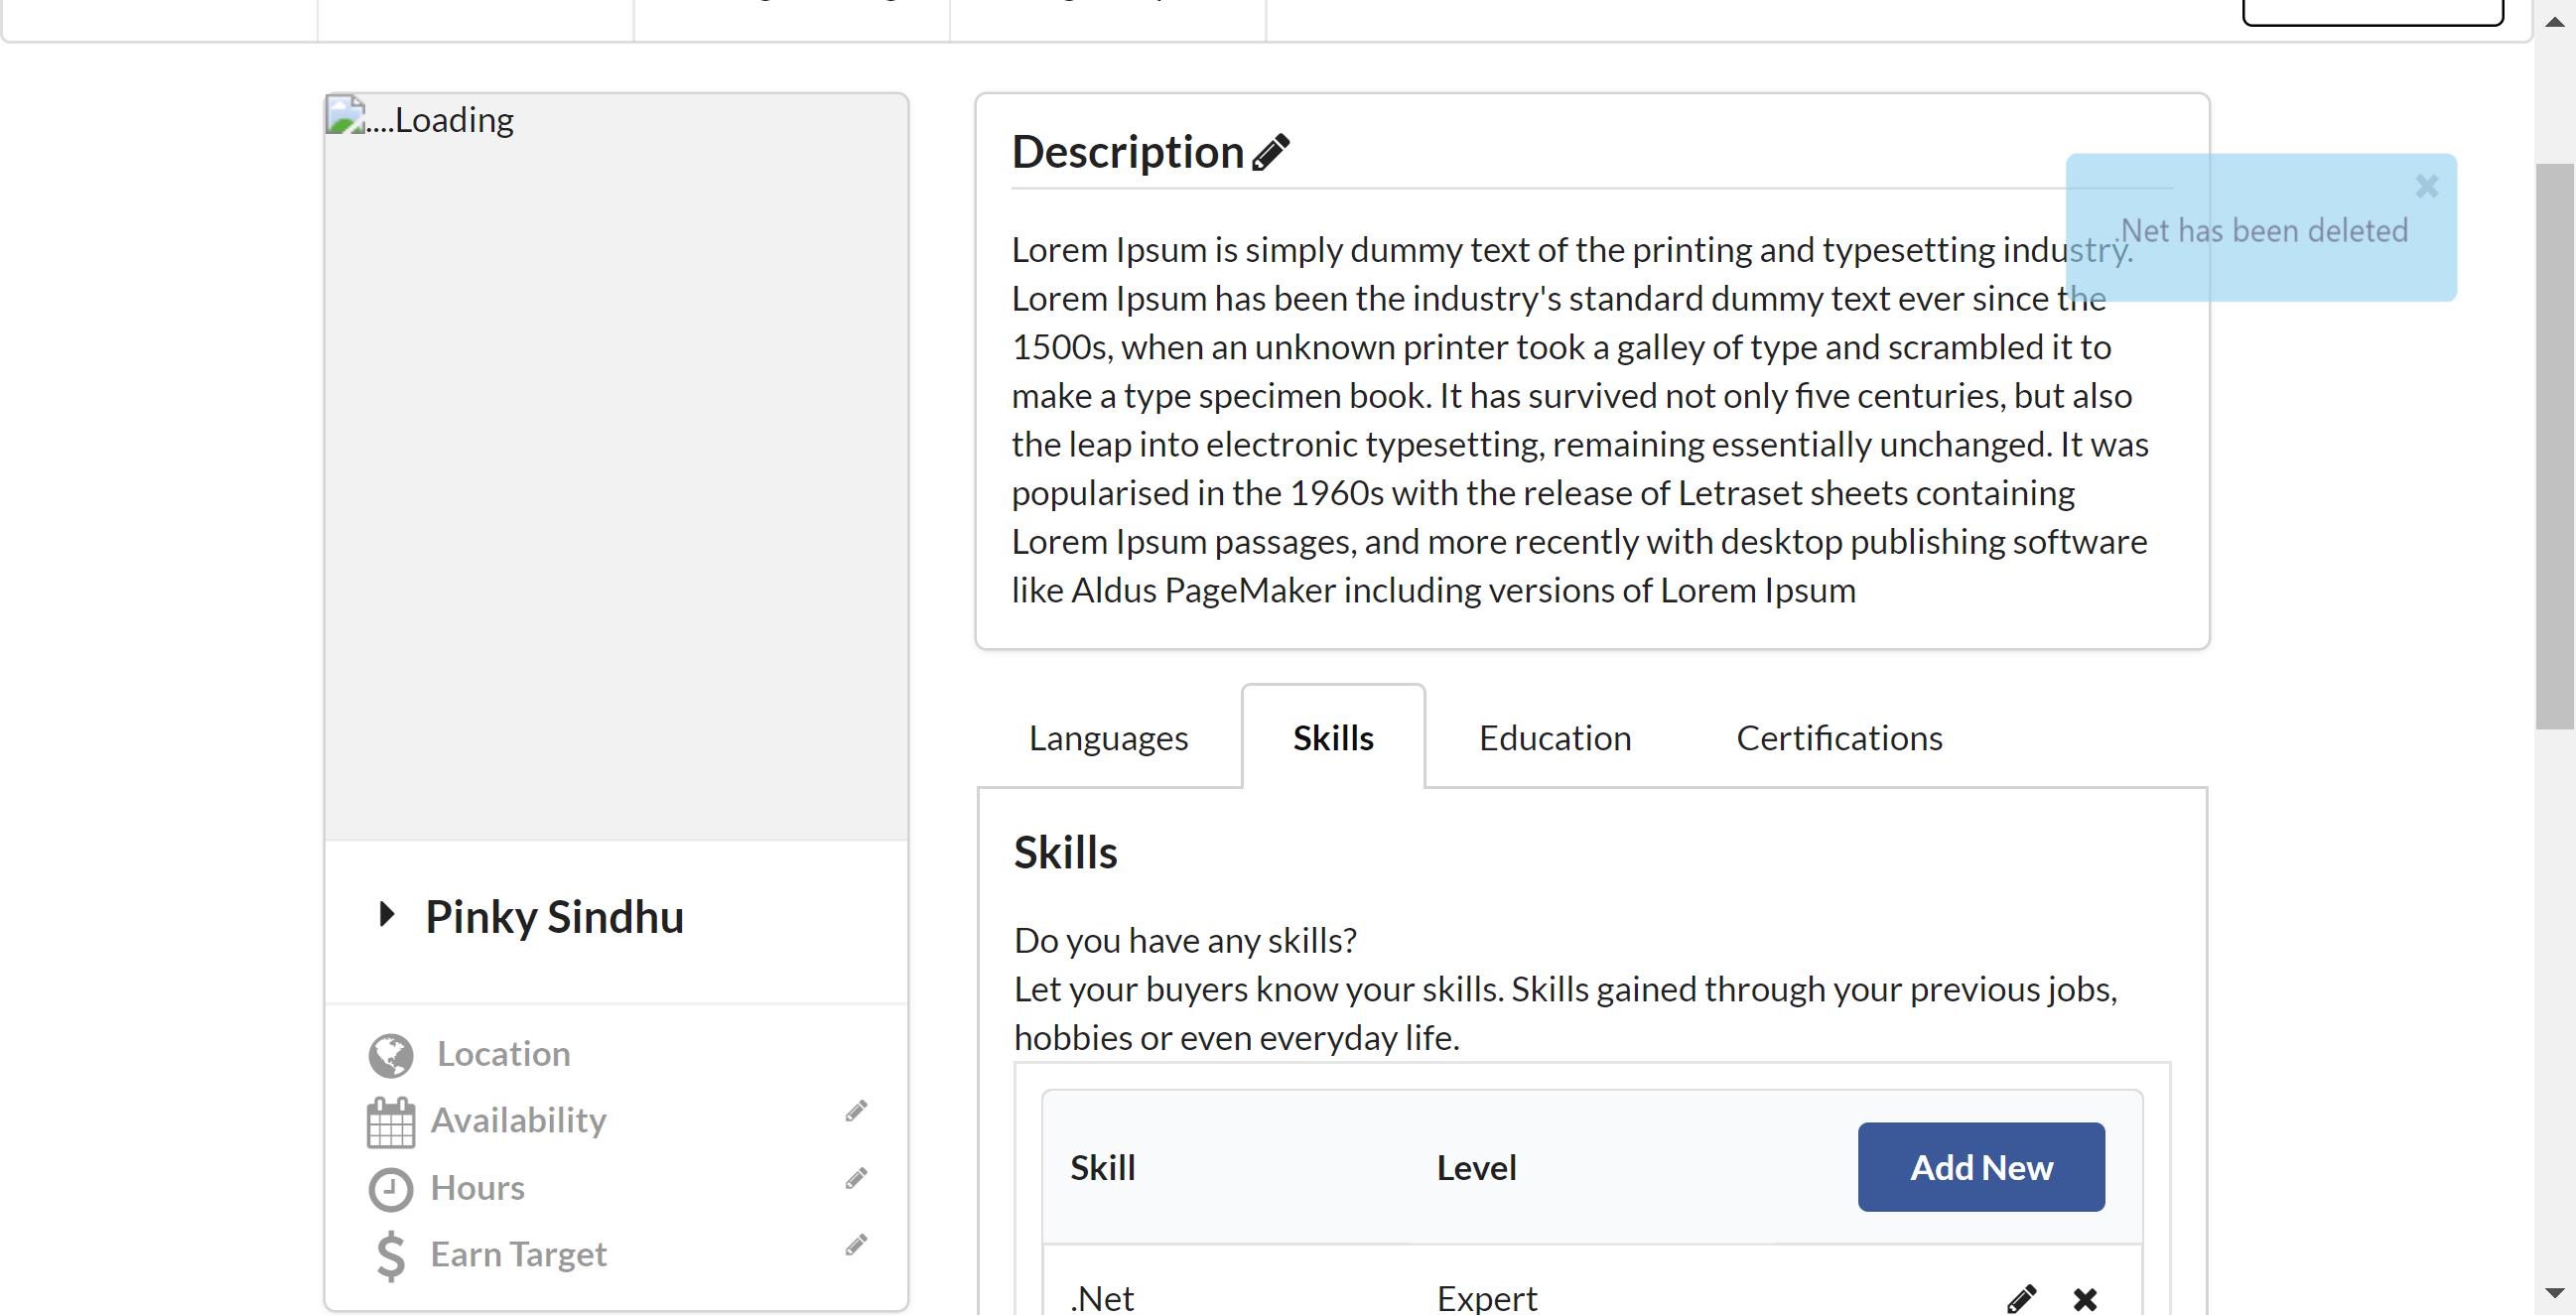 ....Loading
Description
.Net has been deleted
Lorem Ipsum is simply dummy text of the printing and typesetting industry.
Lorem Ipsum has been the industry's standard dummy text ever since the
1500s, when an unknown printer took a galley of type and scrambled it to
make a type specimen book. It has survived not only five centuries, but also
the leap into electronic typesetting, remaining essentially unchanged. It was
popularised in the 1960s with the release of Letraset sheets containing
Lorem Ipsum passages, and more recently with desktop publishing software
like Aldus PageMaker including versions of Lorem Ipsum
Languages Skills Education Certifications
Skills
Do you have any skills?
Let your buyers know your skills. Skills gained through your previous jobs,
hobbies or even everyday life.
Skill Level Add New
.Net Expert
Pinky Sindhu
Location
Availability
Hours
Earn Target